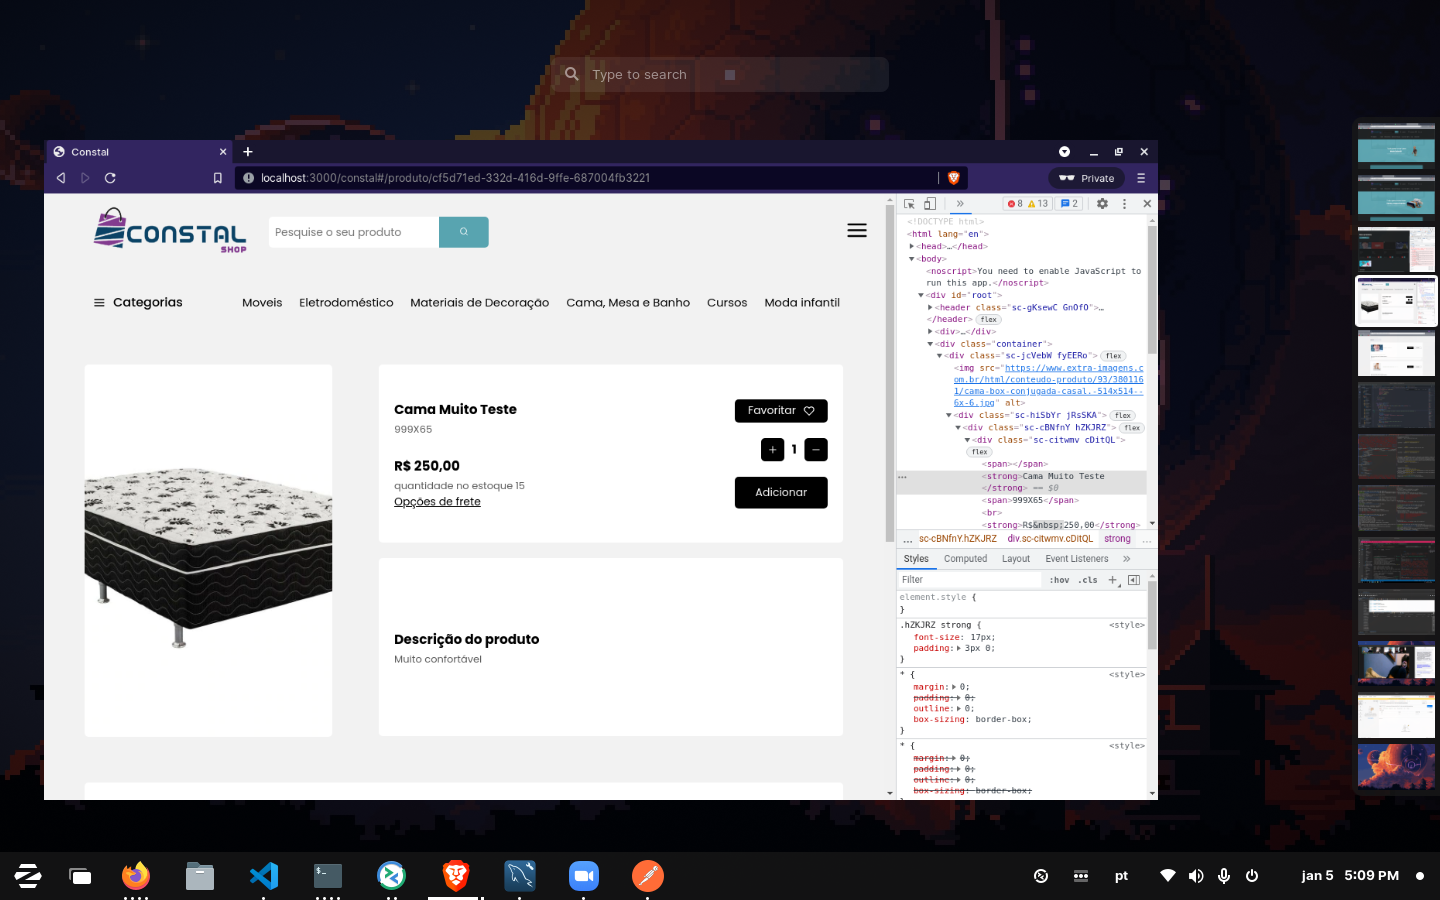 Type to search
Constal
localhost:3000/constal#/produto/cf5d71ed-332d-416d-9ffe-687004fb3221
Private
CONSTAL
SHOP
Pesquise o seu produto
Categorias
Moveis
Eletrodoméstico
Materiais de Decoração
Cama, Mesa e Banho
Cursos
Moda infantil
Cama Muito Teste
999X65
R$ 250,00
quantidade no estoque 15
Opções de frete
Favoritar
+ 1 −
Adicionar
Descrição do produto
Muito confortável
8 13 2
<!DOCTYPE html>
<html lang="en">
<head>…</head>
<body>
<noscript>You need to enable JavaScript to
run this app.</noscript>
<div id="root">
<header class="sc-gKsewC GnOfO">…
</header> flex
<div>…</div>
<div class="container">
<div class="sc-jcVebW fyEERo"> flex
<img src="https://www.extra-imagens.c
om.br/html/conteudo-produto/93/380116
1/cama-box-conjugada-casal.-514x514--
6x-6.jpg" alt>
<div class="sc-hiSbYr jRsSKA"> flex
<div class="sc-cBNfnY hZKJRZ"> flex
<div class="sc-citwmv cDitQL">
flex
<span></span>
<strong>Cama Muito Teste
</strong> == $0
<span>999X65</span>
<br>
<strong>R$&nbsp;250,00</strong>
... sc-cBNfnY.hZKJRZ div.sc-citwmv.cDitQL strong ...
Styles Computed Layout Event Listeners
Filter :hov .cls
element.style {
}
.hZKJRZ strong { <style>
font-size: 17px;
padding: 3px 0;
}
* { <style>
margin: 0;
padding: 0;
outline: 0;
box-sizing: border-box;
}
* { <style>
margin: 0;
padding: 0;
outline: 0;
box-sizing: border-box;
pt
jan 5 5:09 PM